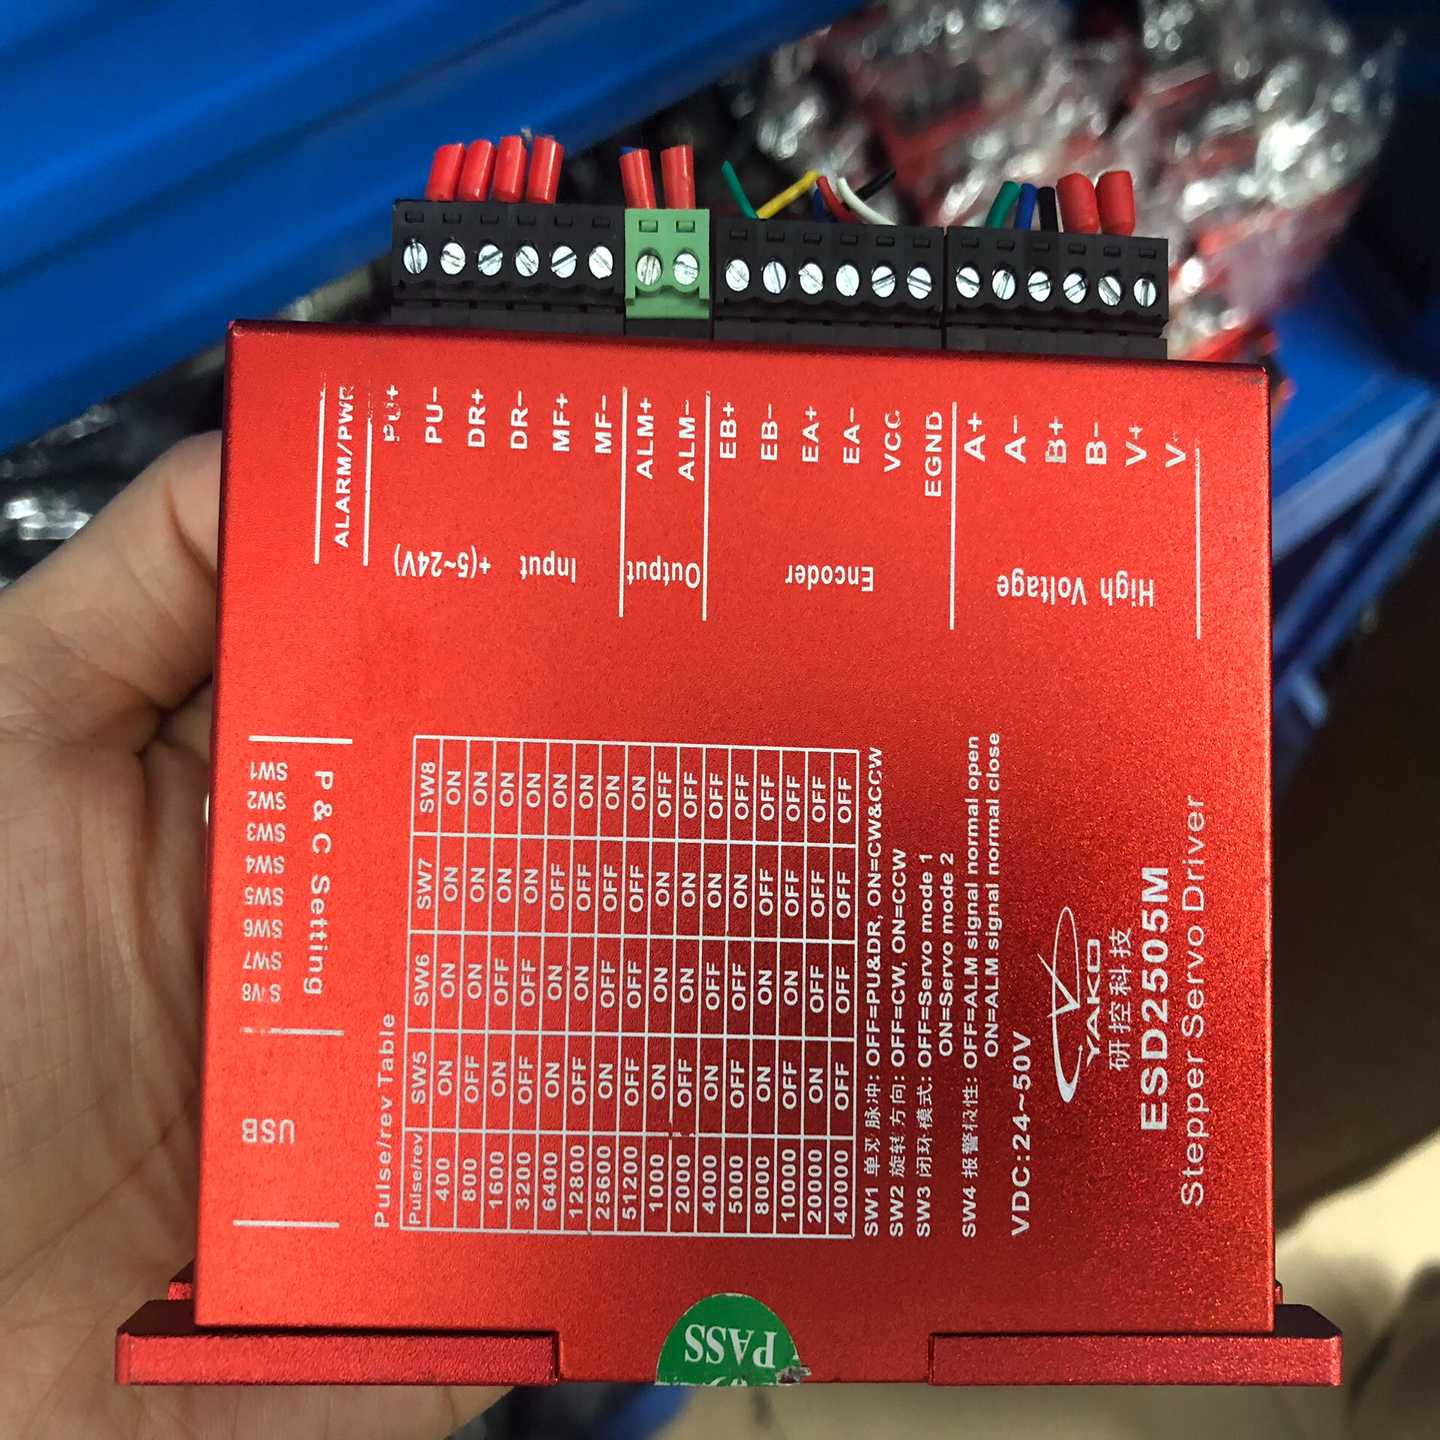 ALARM/PWR
PU+
PU-
DR+
DR-
MF+
MF-
Input +(5~24V)
ALM+
ALM-
Output
EB+
EB-
EA+
EA-
VCC
EGND
Encoder
A+
A-
B+
B-
V+
V-
High Voltage
P & C Setting
SW1
SW2
SW3
SW4
SW5
SW6
SW7
SW8
USB
Pulse/rev Table
Pulse/rev SW5 SW6 SW7 SW8
400 ON ON ON ON
800 OFF ON ON ON
1600 ON OFF ON ON
3200 OFF OFF ON ON
6400 ON ON OFF ON
12800 OFF ON OFF ON
25600 ON OFF OFF ON
51200 OFF OFF OFF ON
1000 ON ON ON OFF
2000 OFF ON ON OFF
4000 ON OFF ON OFF
5000 OFF OFF ON OFF
8000 ON ON OFF OFF
10000 OFF ON OFF OFF
20000 ON OFF OFF OFF
40000 OFF OFF OFF OFF
SW1 单双脉冲: OFF=PU&DR, ON=CW&CCW
SW2 旋转方向: OFF=CW, ON=CCW
SW3 闭环模式: OFF=Servo mode 1
ON=Servo mode 2
SW4 报警极性: OFF=ALM signal normal open
ON=ALM signal normal close
VDC:24~50V
YAKO
研控科技
ESD2505M
Stepper Servo Driver
PASS